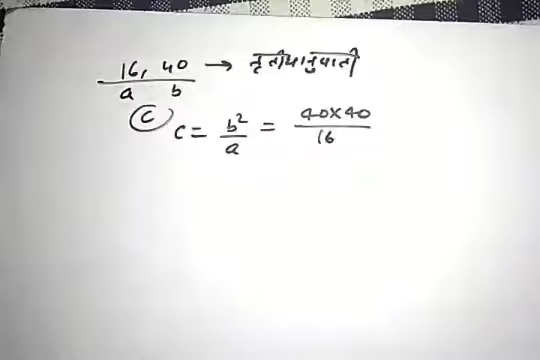 16, 40 → तृतीयानुपाती
a b
c c = b²/a = 40×40/16